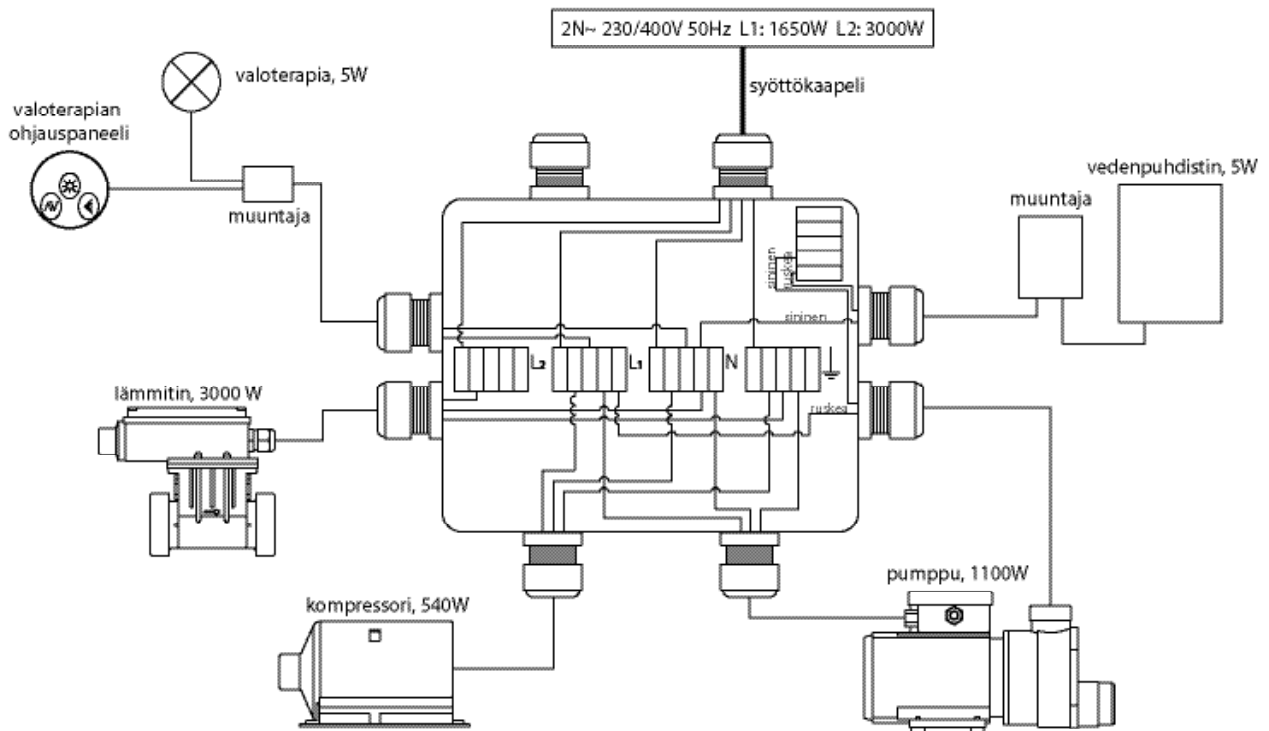 2N~ 230/400V 50Hz L1: 1650W L2: 3000W
syöttökaapeli
valoterapia, 5W
valoterapian
ohjauspaneeli
muuntaja
vedenpuhdistin, 5W
muuntaja
sininen
ruskea
sininen
L2
L1
N
ruskea
lämmitin, 3000 W
kompressori, 540W
pumppu, 1100W